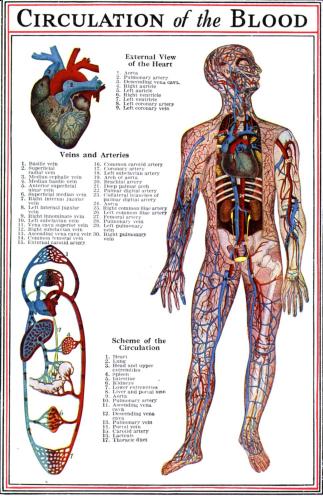 CIRCULATION of the BLOOD
External View
of the Heart
1. Aorta
2. Pulmonary artery
3. Descending vena cava
4. Right auricle
5. Left auricle
6. Right ventricle
7. Left ventricle
8. Left coronary artery
9. Left coronary vein
Veins and Arteries
1. Basilic vein
2. Superficial
radial vein
3. Median cephalic vein
4. Median basilic vein
5. Anterior superficial
ulnar vein
6. Superficial median vein
7. Right internal jugular
vein
8. Left internal jugular
vein
9. Right innominate vein
10. Left subclavian vein
11. Vena cava superior vein
12. Right subclavian vein
13. Ascending vena cava vein
14. Common femoral vein
15. External carotid artery
16. Common carotid artery
17. Coronary artery
18. Left subclavian artery
19. Arch of aorta
20. Brachial artery
21. Deep palmar arch
22. Palmar digital artery
23. Collateral branches of
palmar digital artery
24. Aorta
25. Right common iliac artery
26. Left common iliac artery
27. Femoral artery
28. Pulmonary vein
29. Left pulmonary
vein
30. Right pulmonary
vein
Scheme of the
Circulation
1. Heart
2. Lung
3. Head and upper
extremities
4. Spleen
5. Intestine
6. Kidneys
7. Lower extremities
8. Liver and portal vein
9. Aorta
10. Pulmonary artery
11. Ascending vena
cava
12. Descending vena
cava
13. Pulmonary vein
14. Portal vein
15. Carotid artery
16. Lacteals
17. Thoracic duct